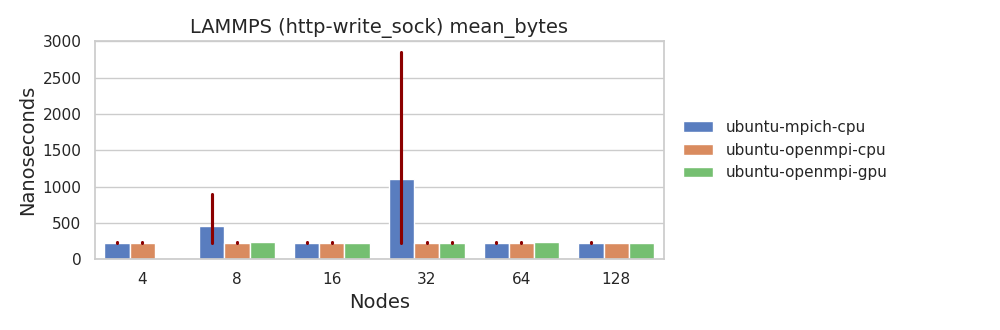 LAMMPS (http-write_sock) mean_bytes
3000
2500
2000
1500
1000
500
0
Nanoseconds
4 8 16 32 64 128
Nodes
ubuntu-mpich-cpu
ubuntu-openmpi-cpu
ubuntu-openmpi-gpu